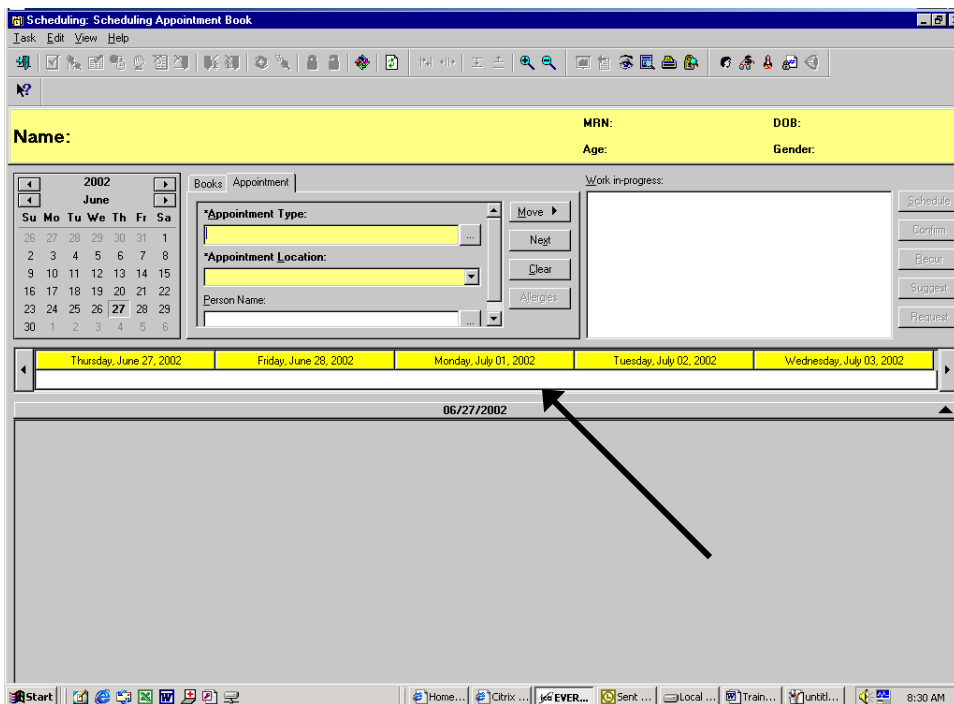 Scheduling: Scheduling Appointment Book
Task Edit View Help
Name:
MRN: DOB:
Age: Gender:
2002
June
Su Mo Tu We Th Fr Sa
26 27 28 29 30 31 1
2 3 4 5 6 7 8
9 10 11 12 13 14 15
16 17 18 19 20 21 22
23 24 25 26 27 28 29
30 1 2 3 4 5 6
Books Appointment
*Appointment Type:
...
*Appointment Location:
Person Name:
...
Move
Next
Clear
Allergies
Work in-progress:
Schedule
Confirm
Recur
Suggest
Request
Thursday, June 27, 2002 Friday, June 28, 2002 Monday, July 01, 2002 Tuesday, July 02, 2002 Wednesday, July 03, 2002
06/27/2002
Start Home... Citrix ... EVER... Sent ... Local ... Train... untitl... 8:30 AM